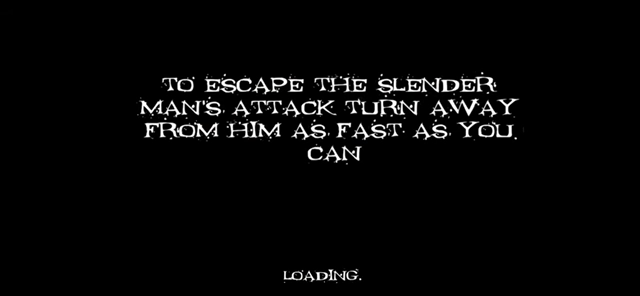 TO ESCAPE THE SLENDER
MAN'S ATTACK TURN AWAY
FROM HIM AS FAST AS YOU
CAN
LOADING.